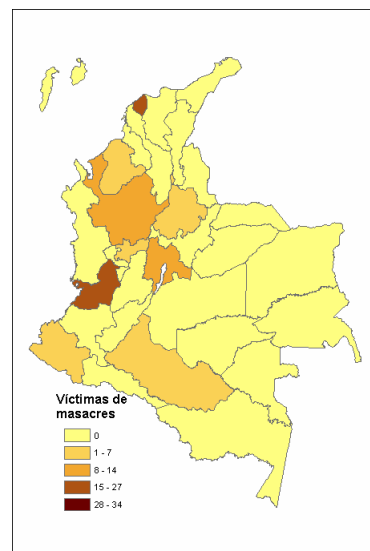 Víctimas de
masacres
0
1 - 7
8 - 14
15 - 27
28 - 34